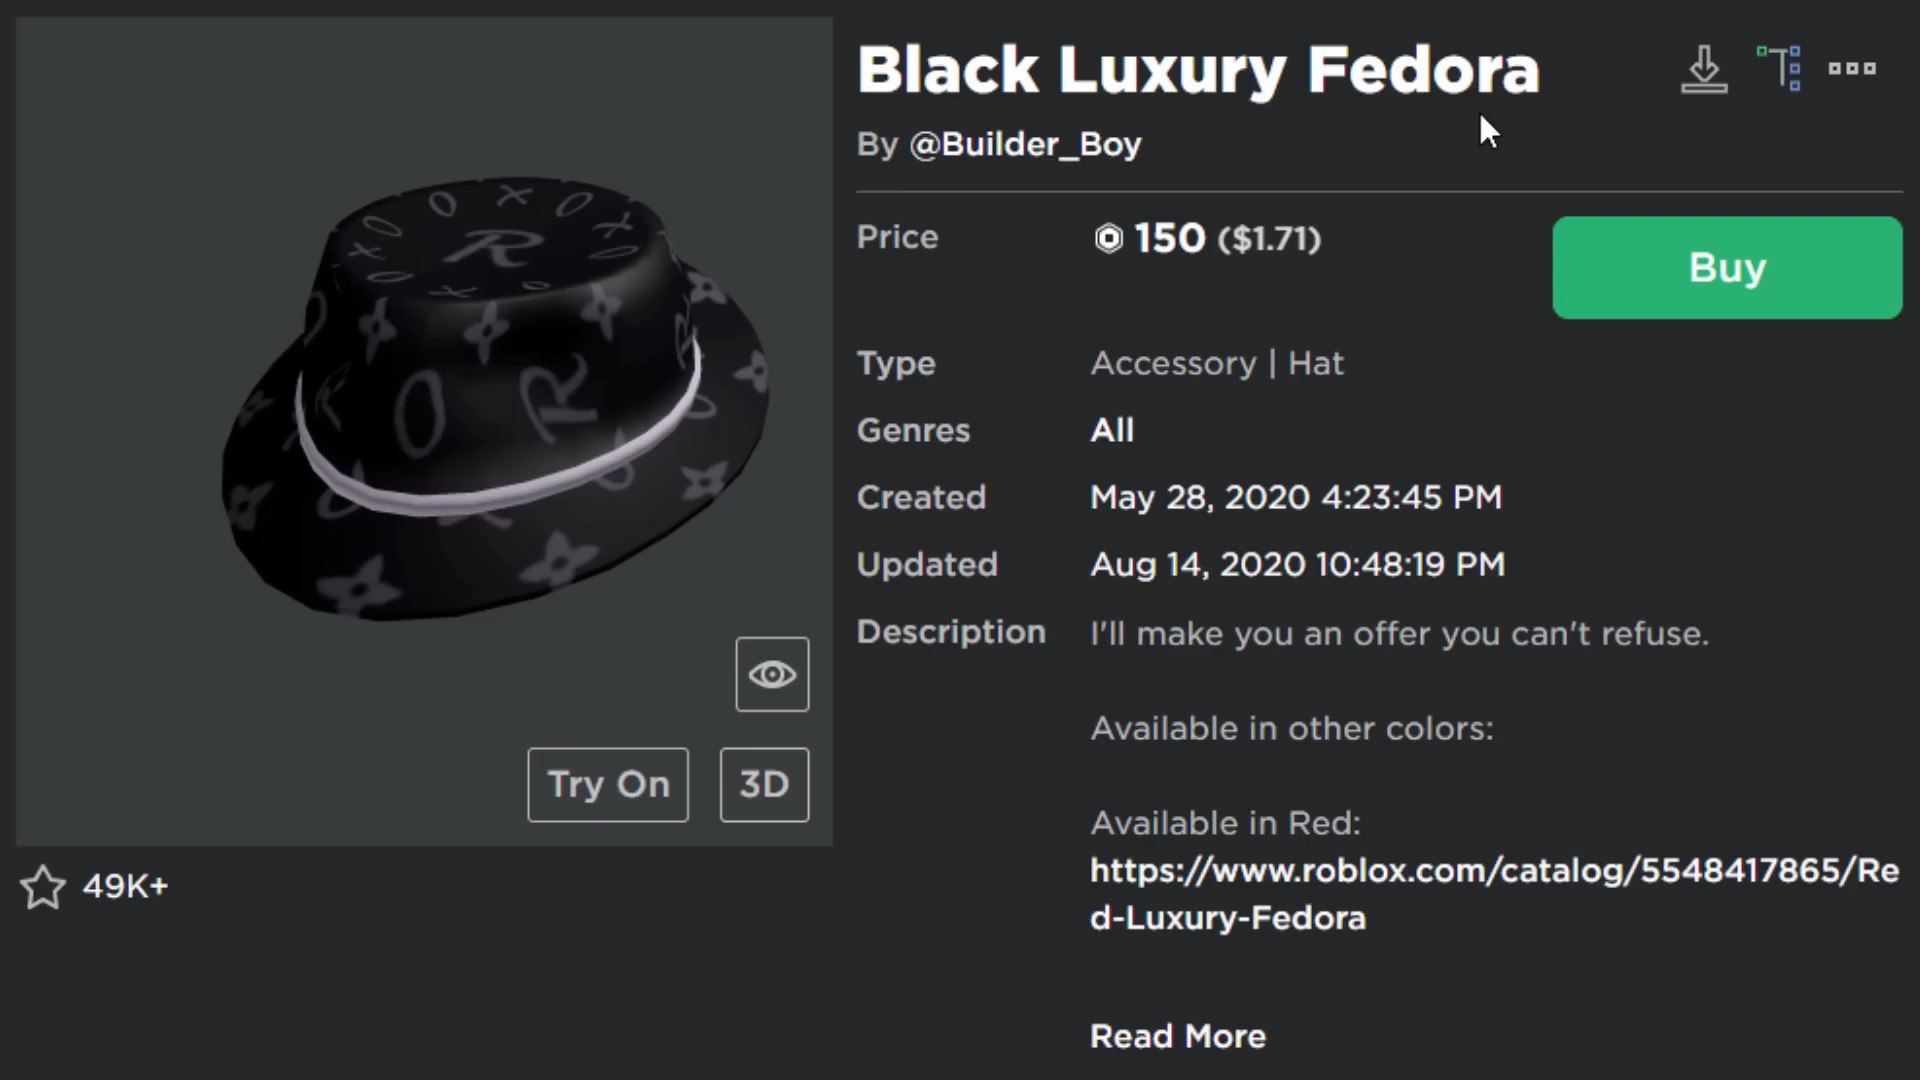 Black Luxury Fedora
By @Builder_Boy
Price 150 ($1.71)
Buy
Type Accessory | Hat
Genres All
Created May 28, 2020 4:23:45 PM
Updated Aug 14, 2020 10:48:19 PM
Description I'll make you an offer you can't refuse.
Available in other colors:
Available in Red:
https://www.roblox.com/catalog/5548417865/Re
d-Luxury-Fedora
Read More
R
O R
Try On 3D
49K+